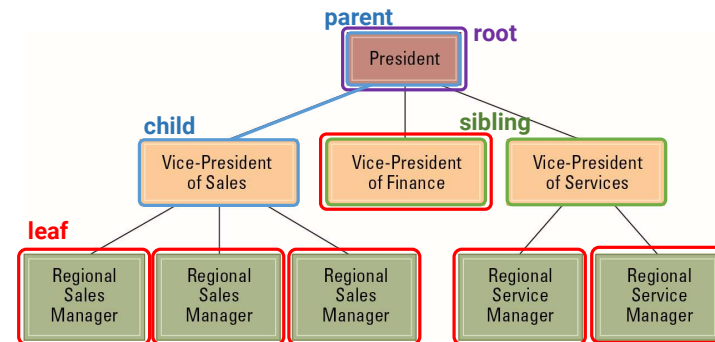 parent
root
President
child
sibling
Vice-President
of Sales
Vice-President
of Finance
Vice-President
of Services
leaf
Regional
Sales
Manager
Regional
Sales
Manager
Regional
Sales
Manager
Regional
Service
Manager
Regional
Service
Manager